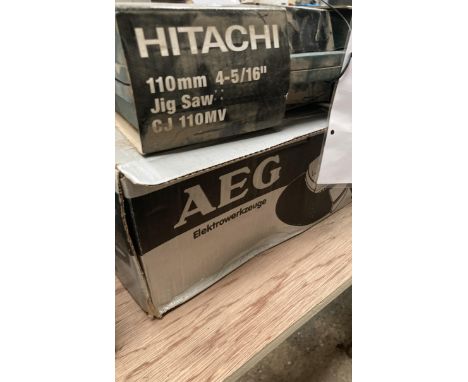 HITACHI
110mm 4-5/16"
Jig Saw
CJ 110MV
AEG
Elektrowerkzeuge